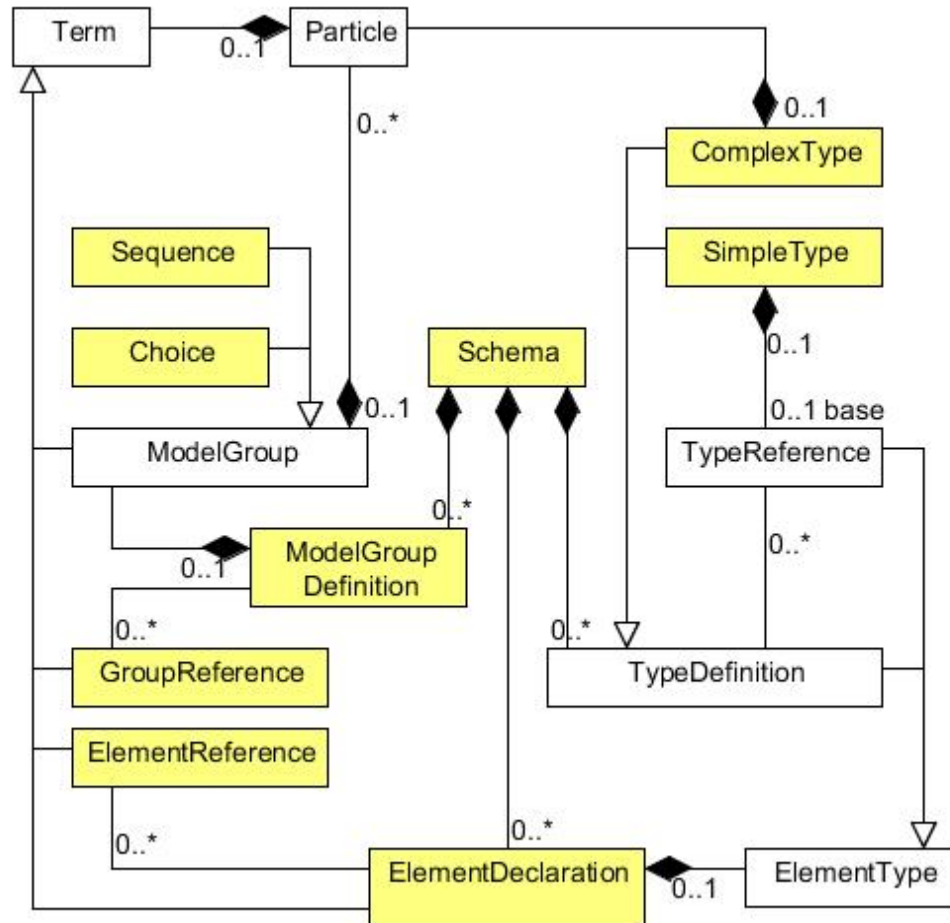 Term
0..1
Particle
0..*
0..1
ComplexType
Sequence
SimpleType
Choice
Schema
0..1
0..1
0..1 base
ModelGroup
TypeReference
0..*
0..1
ModelGroup
Definition
0..*
0..*
0..*
GroupReference
TypeDefinition
ElementReference
0..*
0..*
ElementDeclaration
0..1
ElementType